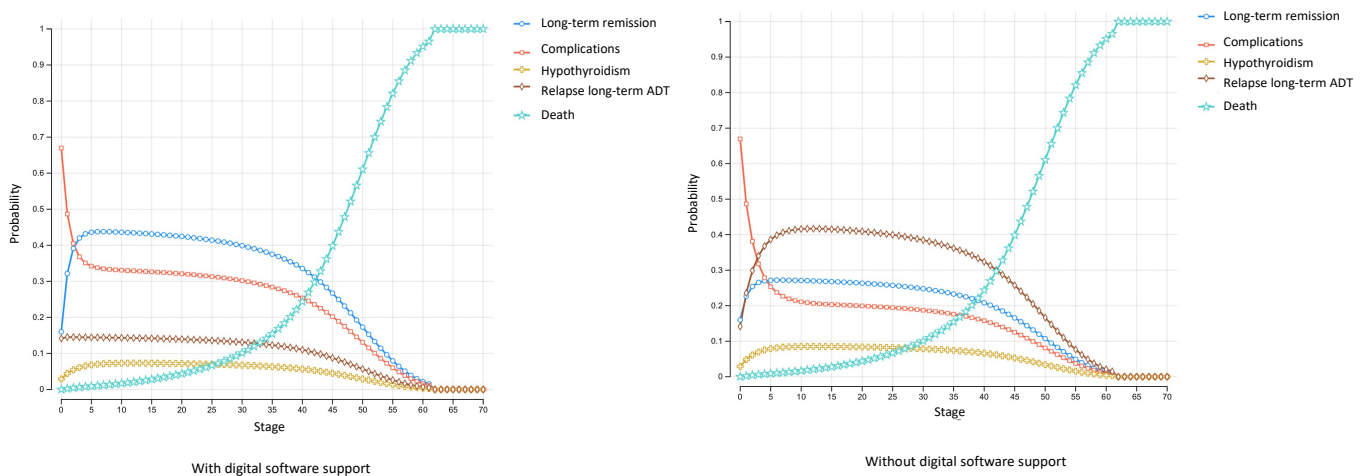 Long-term remission
Complications
Hypothyroidism
Relapse long-term ADT
Death
1
0.9
0.8
0.7
0.6
0.5
0.4
0.3
0.2
0.1
0
Probability
0 5 10 15 20 25 30 35 40 45 50 55 60 65 70
Stage
With digital software support
Long-term remission
Complications
Hypothyroidism
Relapse long-term ADT
Death
1
0.9
0.8
0.7
0.6
0.5
0.4
0.3
0.2
0.1
0
Probability
0 5 10 15 20 25 30 35 40 45 50 55 60 65 70
Stage
Without digital software support